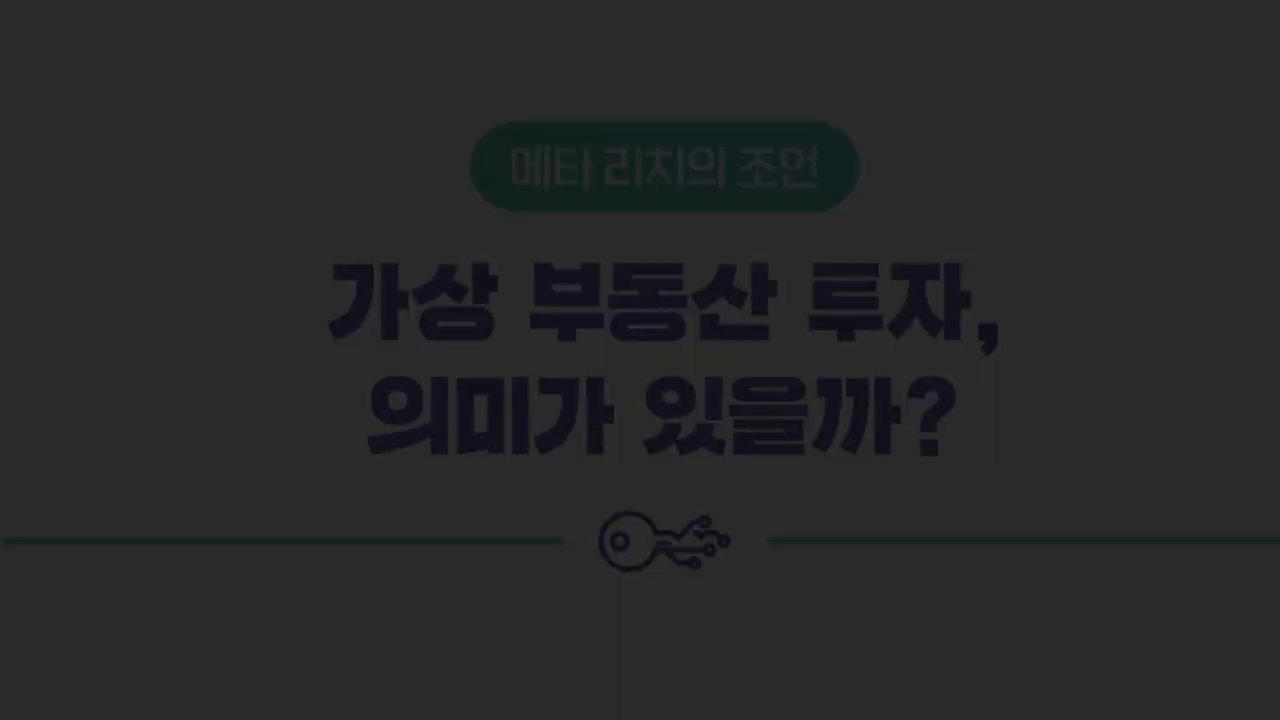 메타 리치의 조언
가상 부동산 투자,
의미가 있을까?